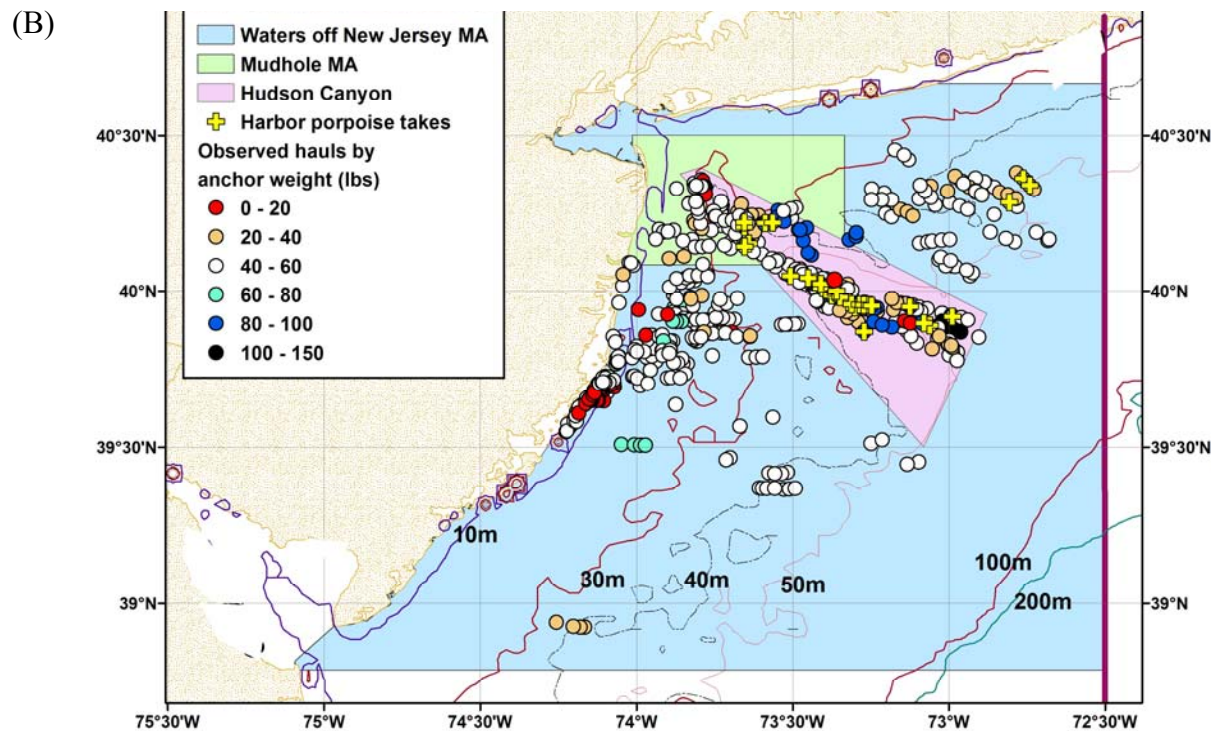 (B)
Waters off New Jersey MA
Mudhole MA
Hudson Canyon
Harbor porpoise takes
Observed hauls by
anchor weight (lbs)
0 - 20
20 - 40
40 - 60
60 - 80
80 - 100
100 - 150
40°30'N
40°30'N
40°N
40°N
39°30'N
39°30'N
10m
30m
40m
50m
100m
200m
39°N
39°N
75°30'W
75°W
74°30'W
74°W
73°30'W
73°W
72°30'W